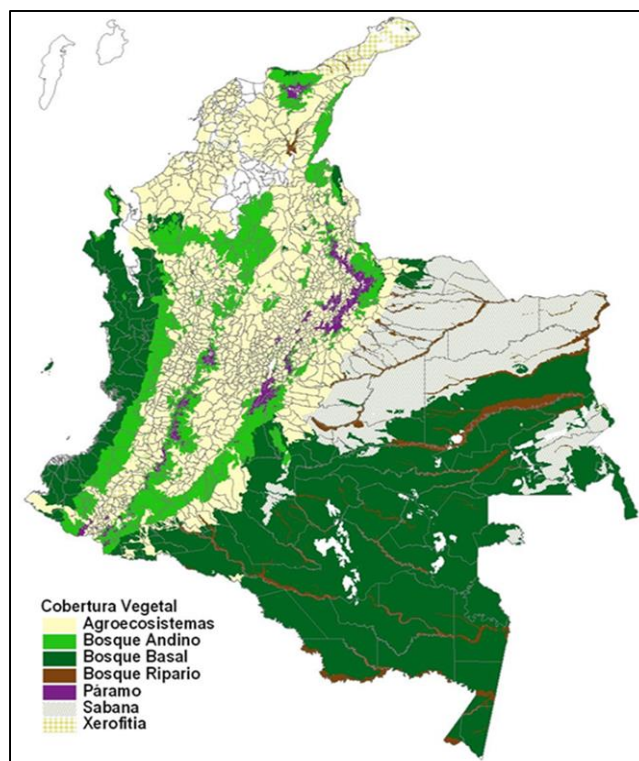 Cobertura Vegetal
Agroecosistemas
Bosque Andino
Bosque Basal
Bosque Ripario
Páramo
Sabana
Xerofitia